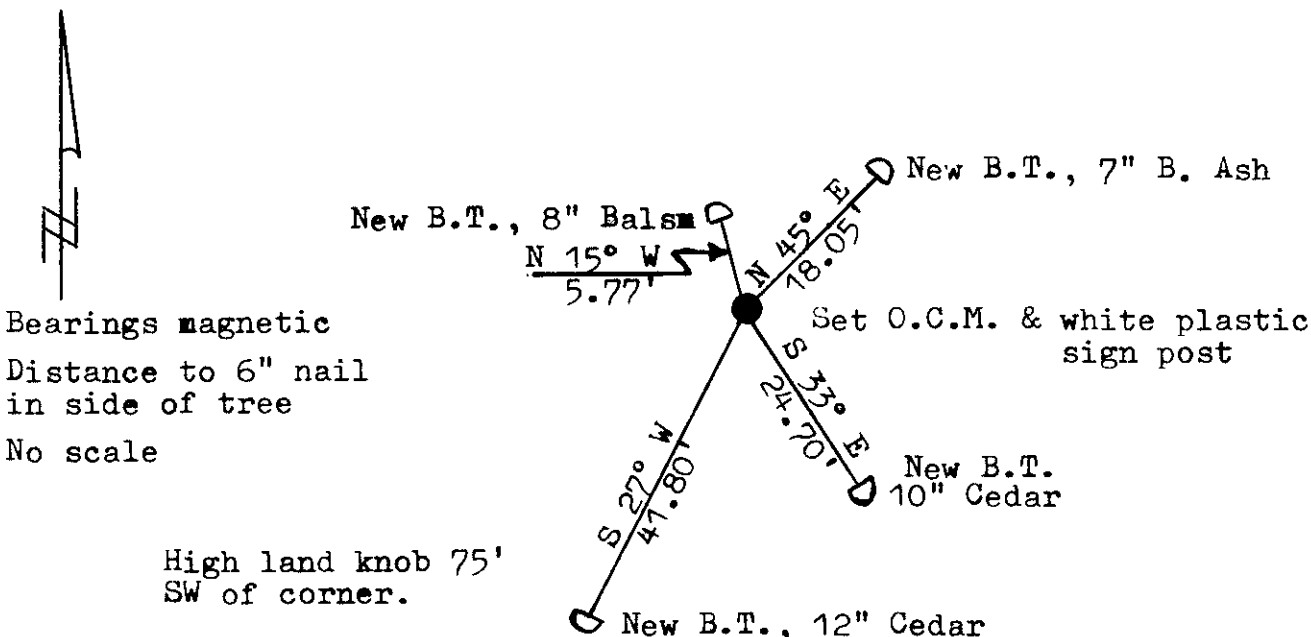 New B.T., 7" B. Ash
New B.T., 8" Balsm
N 15° W
5.77'
N 45° E
18.05'
Bearings magnetic
Distance to 6" nail
in side of tree
No scale
Set O.C.M. & white plastic
sign post
S 33° E
24.70'
New B.T.
10" Cedar
S 27° W
41.80'
High land knob 75'
SW of corner.
New B.T., 12" Cedar